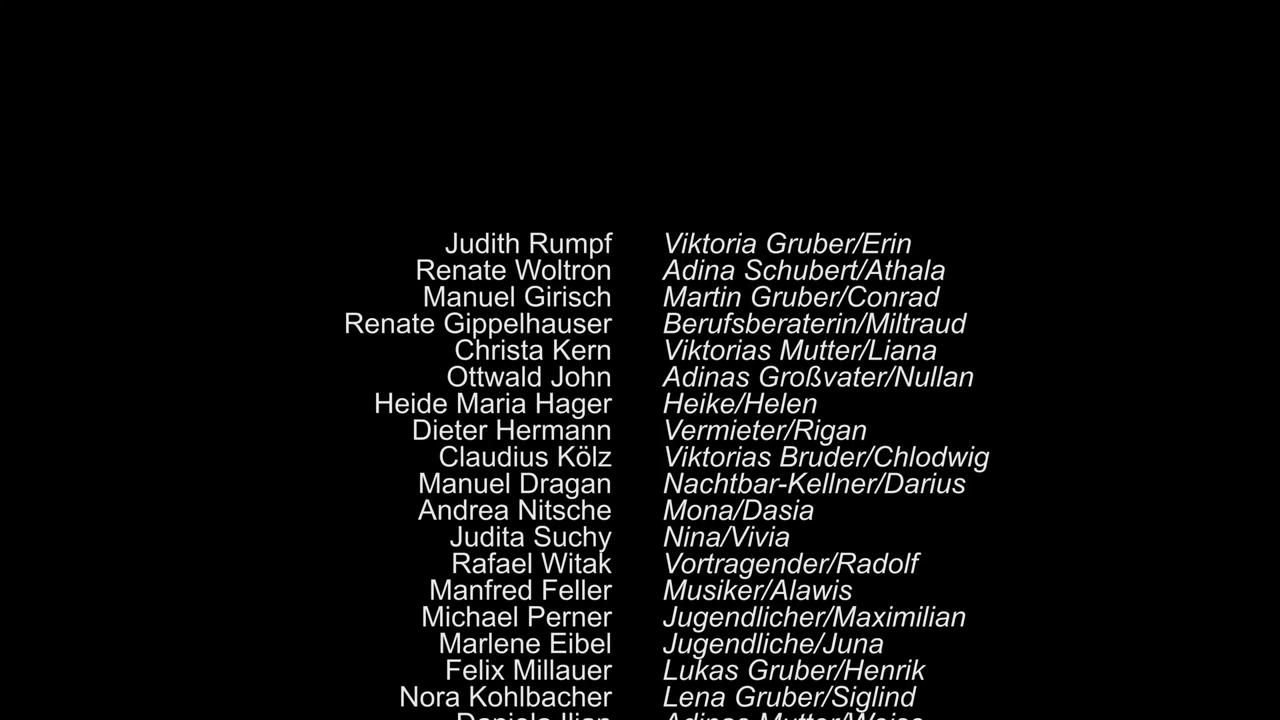 Judith Rumpf Viktoria Gruber/Erin
Renate Woltron Adina Schubert/Athala
Manuel Girisch Martin Gruber/Conrad
Renate Gippelhauser Berufsberaterin/Miltraud
Christa Kern Viktorias Mutter/Liana
Ottwald John Adinas Großvater/Nullan
Heide Maria Hager Heike/Helen
Dieter Hermann Vermieter/Rigan
Claudius Kölz Viktorias Bruder/Chlodwig
Manuel Dragan Nachtbar-Kellner/Darius
Andrea Nitsche Mona/Dasia
Judita Suchy Nina/Vivia
Rafael Witak Vortragender/Radolf
Manfred Feller Musiker/Alawis
Michael Perner Jugendlicher/Maximilian
Marlene Eibel Jugendliche/Juna
Felix Millauer Lukas Gruber/Henrik
Nora Kohlbacher Lena Gruber/Siglind
Adinas